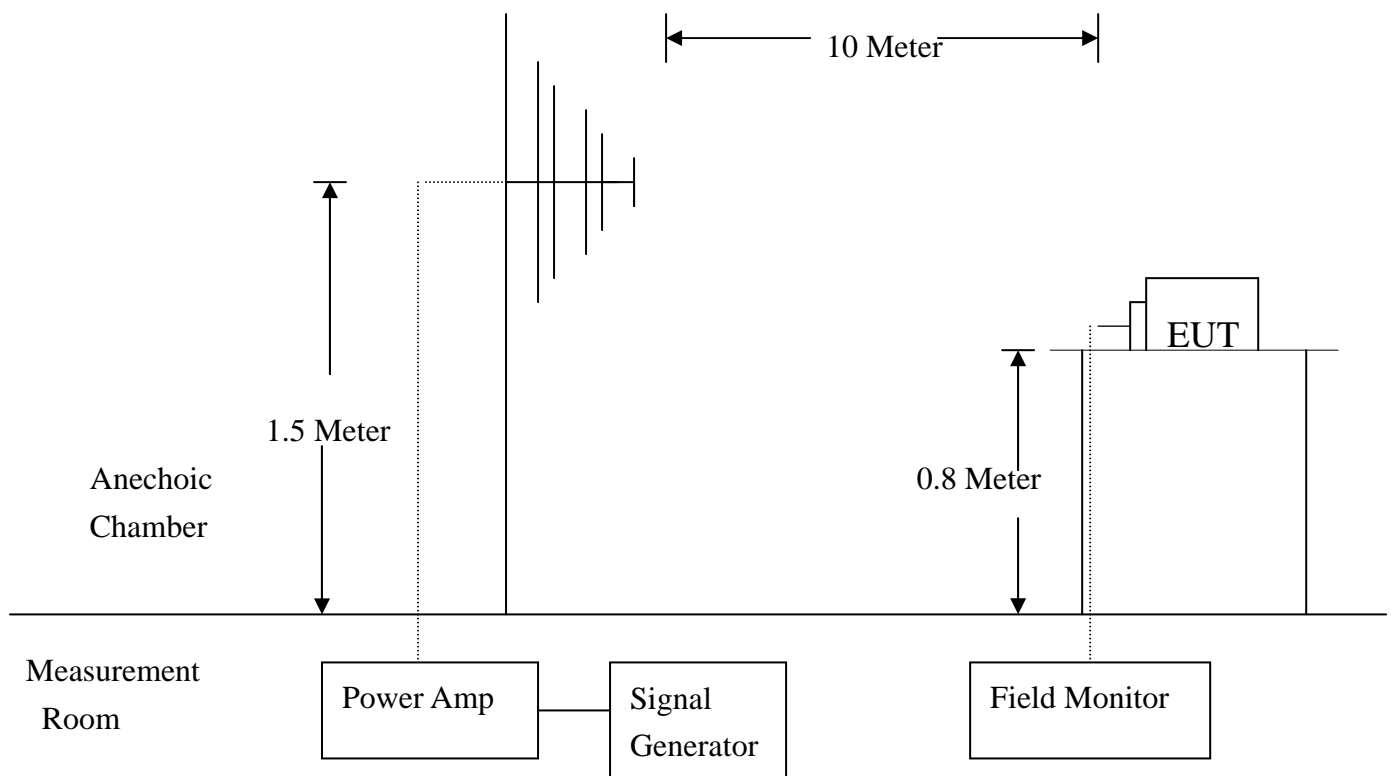 10 Meter
EUT
1.5 Meter
0.8 Meter
Anechoic
Chamber
Measurement
Room
Power Amp
Signal
Generator
Field Monitor